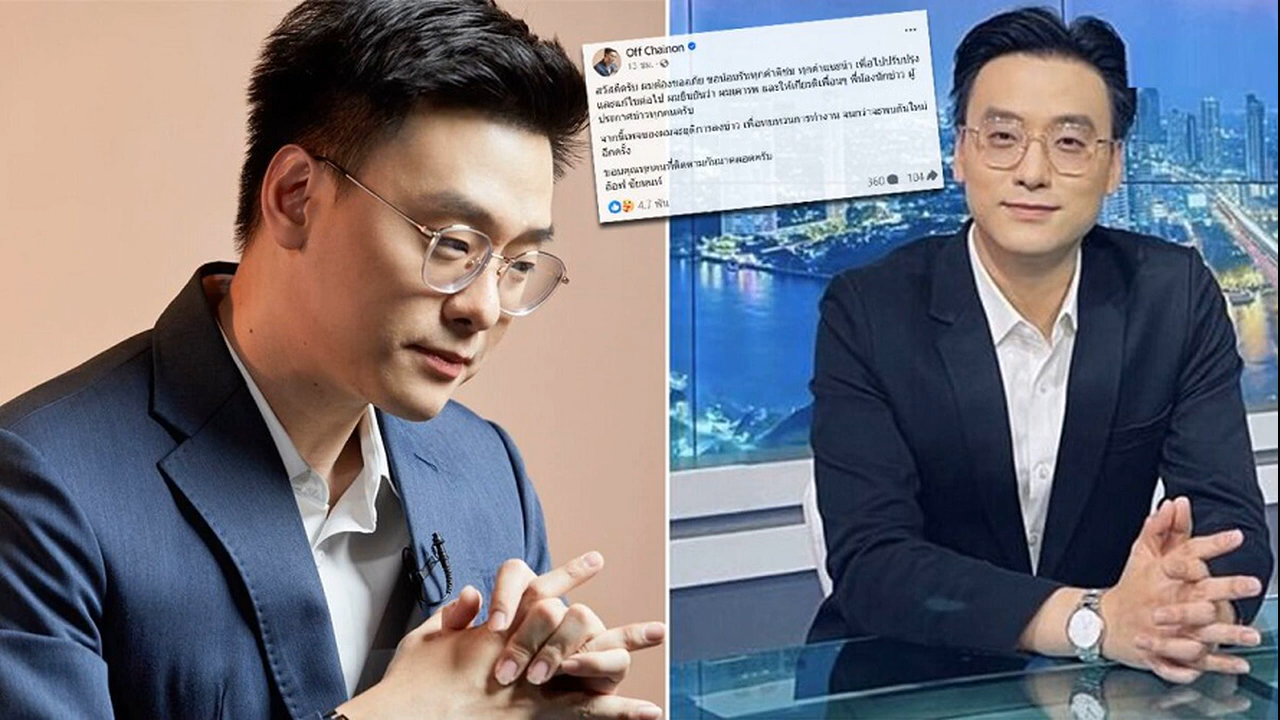 Off Chainon
13 ชม.
สวัสดีครับ ผมต้องขออภัย ขอน้อมรับทุกคำติชม ทุกคำแนะนำ เพื่อไปปรับปรุง
และแก้ไขต่อไป ผมยืนยันว่า ผมเคารพ และให้เกียรติเพื่อนๆ พี่น้องนักข่าว ผู้
ประกาศข่าวทุกคนครับ
จากนี้เพจของผมจะยุติการลงข่าว เพื่อทบทวนการทำงาน จนกว่าจะพบกันใหม่
อีกครั้ง
ขอบคุณทุกคนที่ติดตามกันมาตลอดครับ
อ๊อฟ ชัยนนท์
4.7 พัน 360 104